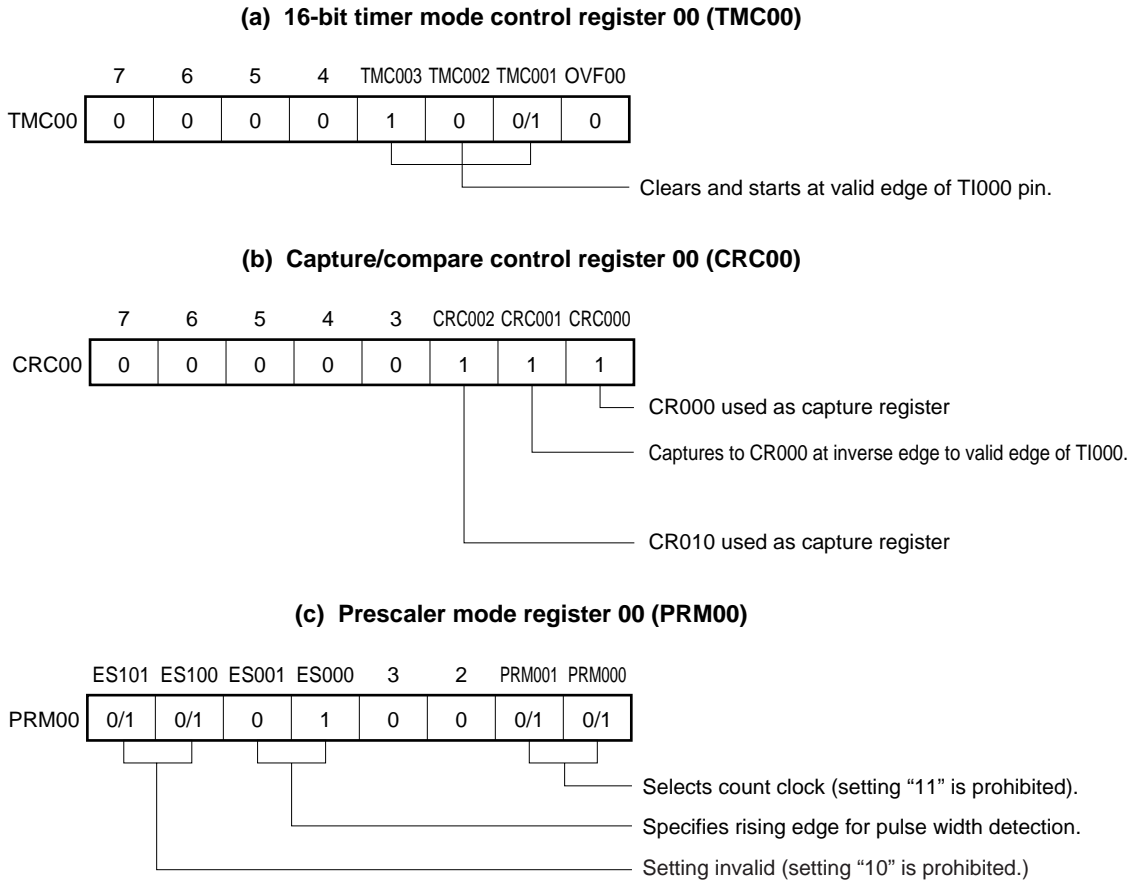 (a) 16-bit timer mode control register 00 (TMC00)
7 6 5 4 TMC003 TMC002 TMC001 OVF00
TMC00 0 0 0 0 1 0 0/1 0
Clears and starts at valid edge of TI000 pin.
(b) Capture/compare control register 00 (CRC00)
7 6 5 4 3 CRC002 CRC001 CRC000
CRC00 0 0 0 0 0 1 1 1
CR000 used as capture register
Captures to CR000 at inverse edge to valid edge of TI000.
CR010 used as capture register
(c) Prescaler mode register 00 (PRM00)
ES101 ES100 ES001 ES000 3 2 PRM001 PRM000
PRM00 0/1 0/1 0 1 0 0 0/1 0/1
Selects count clock (setting “11” is prohibited).
Specifies rising edge for pulse width detection.
Setting invalid (setting “10” is prohibited.)